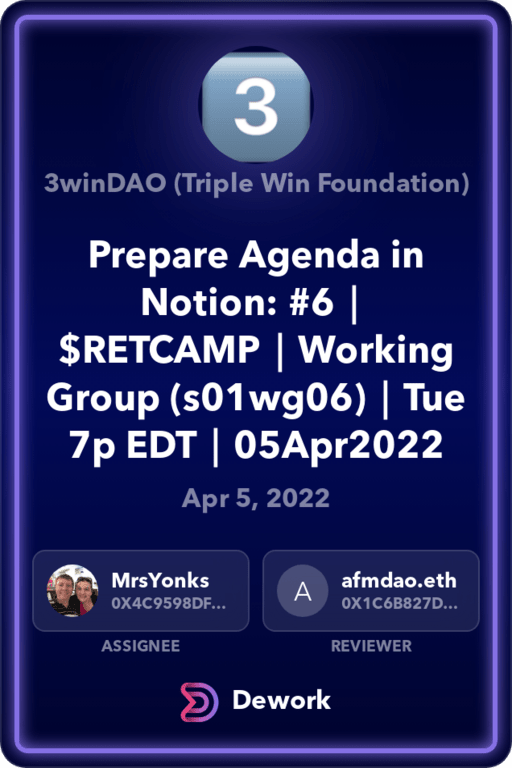 3
3winDAO (Triple Win Foundation)
Prepare Agenda in
Notion: #6 |
$RETCAMP | Working
Group (s01wg06) | Tue
7p EDT | 05Apr2022
Apr 5, 2022
MrsYonks
0X4C9598DF...
A
afmdao.eth
0X1C6B827D...
ASSIGNEE
REVIEWER
Dework